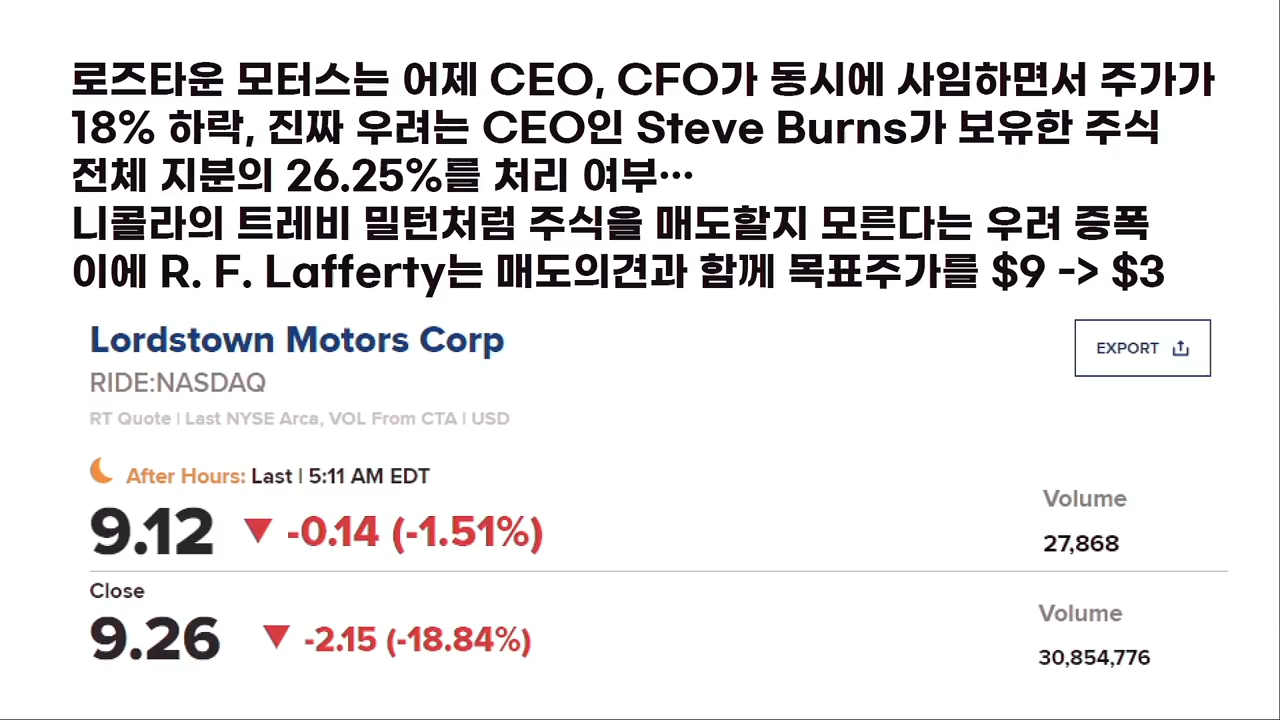 로즈타운 모터스는 어제 CEO, CFO가 동시에 사임하면서 주가가
18% 하락, 진짜 우려는 CEO인 Steve Burns가 보유한 주식
전체 지분의 26.25%를 처리 여부…
니콜라의 트레비 밀턴처럼 주식을 매도할지 모른다는 우려 증폭
이에 R. F. Lafferty는 매도의견과 함께 목표주가를 $9 -> $3
Lordstown Motors Corp
EXPORT
RIDE:NASDAQ
RT Quote | Last NYSE Arca, VOL From CTA | USD
After Hours: Last | 5:11 AM EDT
Volume
9.12 ▼ -0.14 (-1.51%)
27,868
Close
Volume
9.26 ▼ -2.15 (-18.84%)
30,854,776